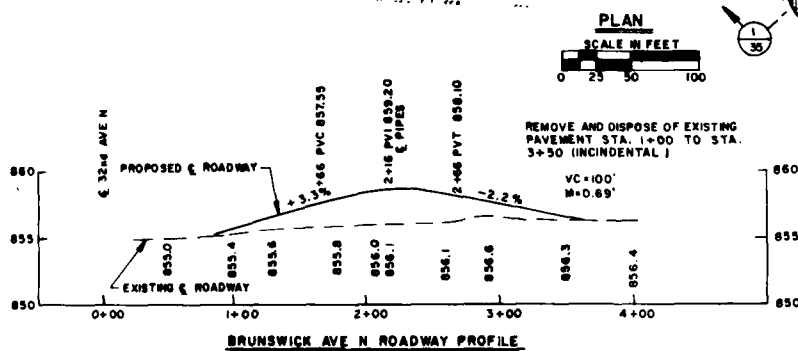 PLAN
SCALE IN FEET
0 25 50 100
1
35
REMOVE AND DISPOSE OF EXISTING
PAVEMENT STA. 1+00 TO STA.
3+50 (INCINDENTAL)
VC=100'
M=0.69'
℄ 32nd AVE N
+66 PVC 857.55
2+16 PVI 859.20
℄ PIPES
2+66 PVT 858.10
PROPOSED ℄ ROADWAY
+3.3%
-2.2%
860
855
850
860
855
850
855.0
855.4
855.6
855.8
856.0
856.1
856.1
856.6
856.3
856.4
EXISTING ℄ ROADWAY
0+00 1+00 2+00 3+00 4+00
BRUNSWICK AVE N ROADWAY PROFILE